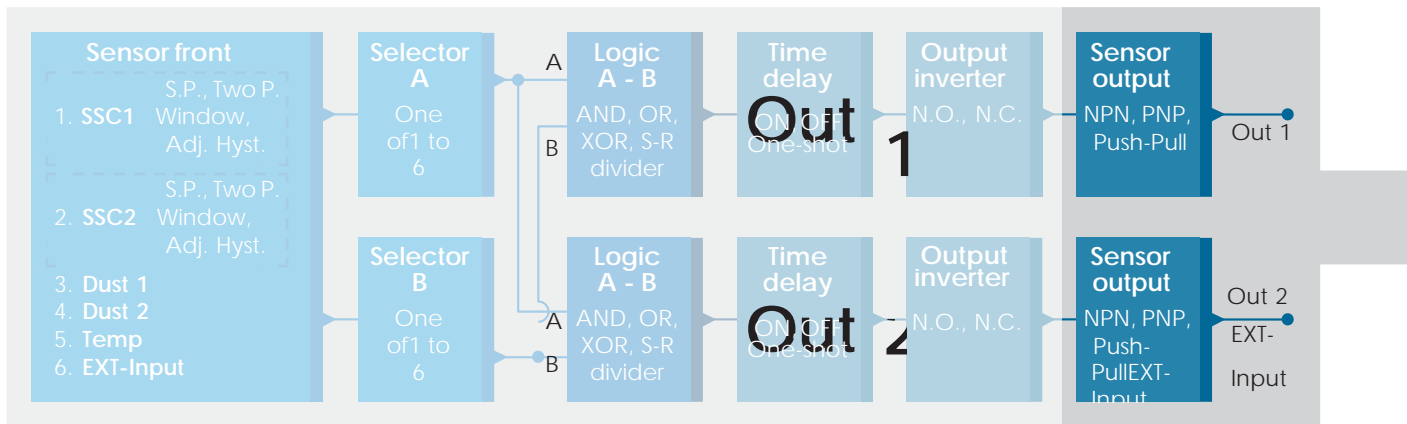 Sensor front
S.P., Two P.
1. SSC1 Window,
Adj. Hyst.
S.P., Two P.
2. SSC2 Window,
Adj. Hyst.
3. Dust 1
4. Dust 2
5. Temp
6. EXT-Input
Selector
A
One
of1 to
6
Selector
B
One
of1 to
6
A
B
Logic
A - B
AND, OR,
XOR, S-R
divider
Time
delay
ON, OFF
One-shot
Out 1
Output
inverter
N.O., N.C.
Sensor
output
NPN, PNP,
Push-Pull
Out 1
A
B
Logic
A - B
AND, OR,
XOR, S-R
divider
Time
delay
ON, OFF
One-shot
Out 2
Output
inverter
N.O., N.C.
Sensor
output
NPN, PNP,
Push-
PullEXT-
Input
Out 2
EXT-
Input